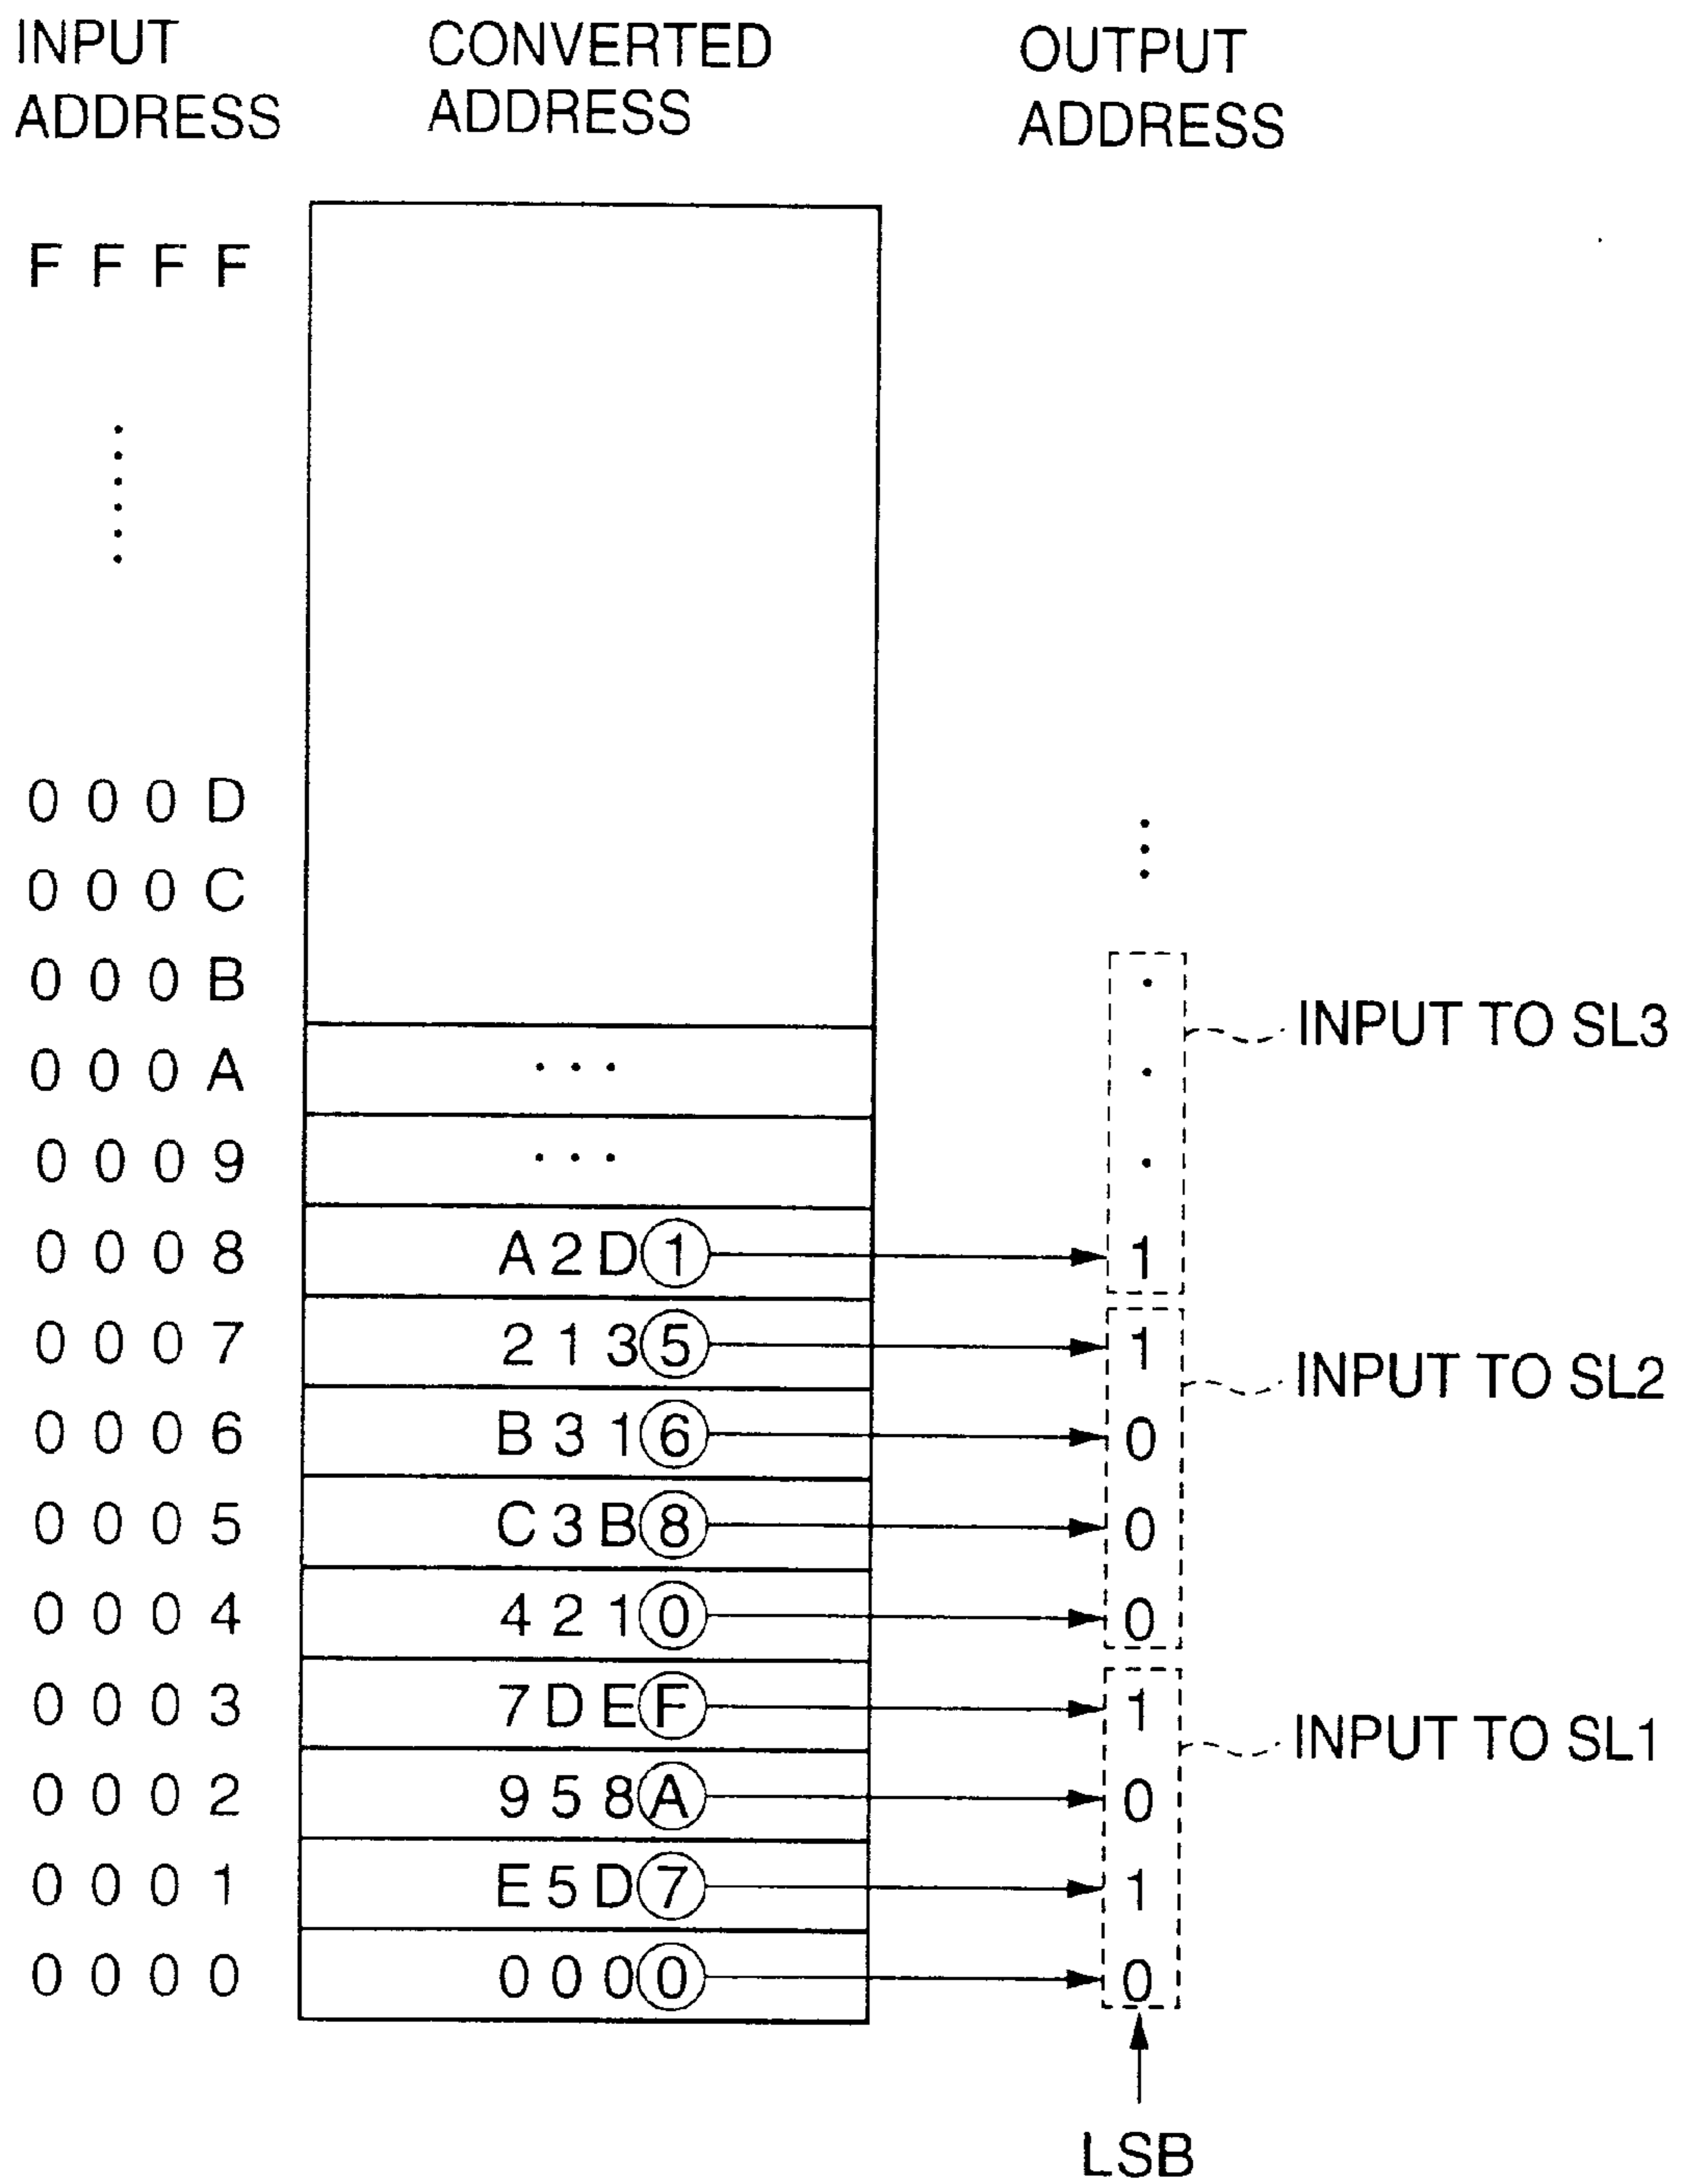 INPUT ADDRESS
CONVERTED ADDRESS
OUTPUT ADDRESS
F F F F
0 0 0 D
0 0 0 C
0 0 0 B
INPUT TO SL3
0 0 0 A ...
0 0 0 9 ...
0 0 0 8 A 2 D 1 1
0 0 0 7 2 1 3 5 1
INPUT TO SL2
0 0 0 6 B 3 1 6 0
0 0 0 5 C 3 B 8 0
0 0 0 4 4 2 1 0 0
0 0 0 3 7 D E F 1
INPUT TO SL1
0 0 0 2 9 5 8 A 0
0 0 0 1 E 5 D 7 1
0 0 0 0 0 0 0 0 0
LSB